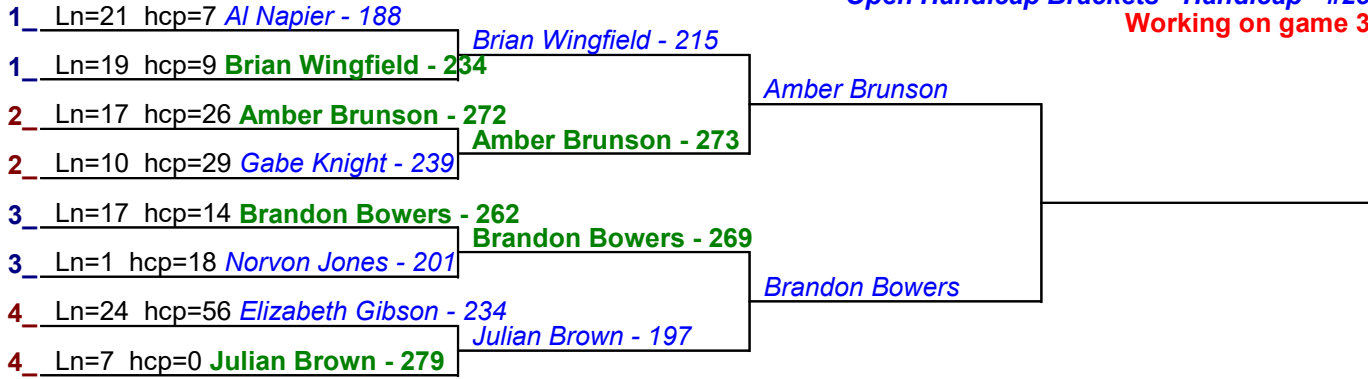 Open Handicap Brackets
Handicap
Working on game 3
1_ Ln=21 hcp=7 Al Napier - 188
Brian Wingfield - 215
1_ Ln=19 hcp=9 Brian Wingfield - 234
Amber Brunson
2_ Ln=17 hcp=26 Amber Brunson - 272
Amber Brunson - 273
2_ Ln=10 hcp=29 Gabe Knight - 239
3_ Ln=17 hcp=14 Brandon Bowers - 262
Brandon Bowers - 269
3_ Ln=1 hcp=18 Norvon Jones - 201
Brandon Bowers
4_ Ln=24 hcp=56 Elizabeth Gibson - 234
Julian Brown - 197
4_ Ln=7 hcp=0 Julian Brown - 279